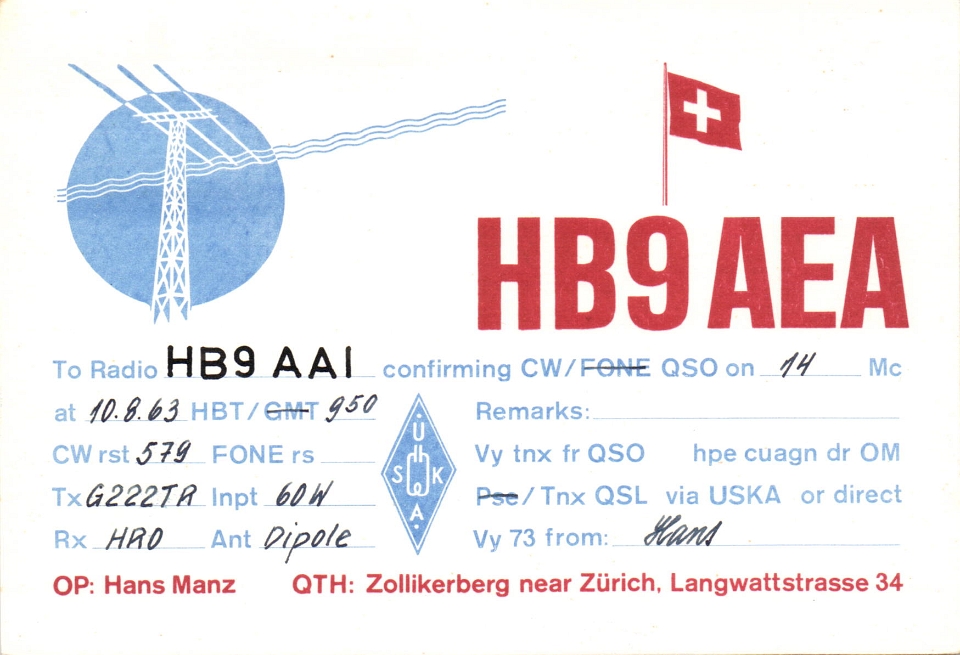 HB9AEA
To Radio HB9AAI confirming CW/FONE QSO on 14 Mc
at 10.8.63 HBT/GMT 9 50 Remarks:
CW rst 579 FONE rs Vy tnx fr QSO hpe cuagn dr OM
Tx G222TR Inpt 60W Pse/Tnx QSL via USKA or direct
Rx HRO Ant Dipole Vy 73 from: Hans
USKA
OP: Hans Manz QTH: Zollikerberg near Zürich, Langwattstrasse 34